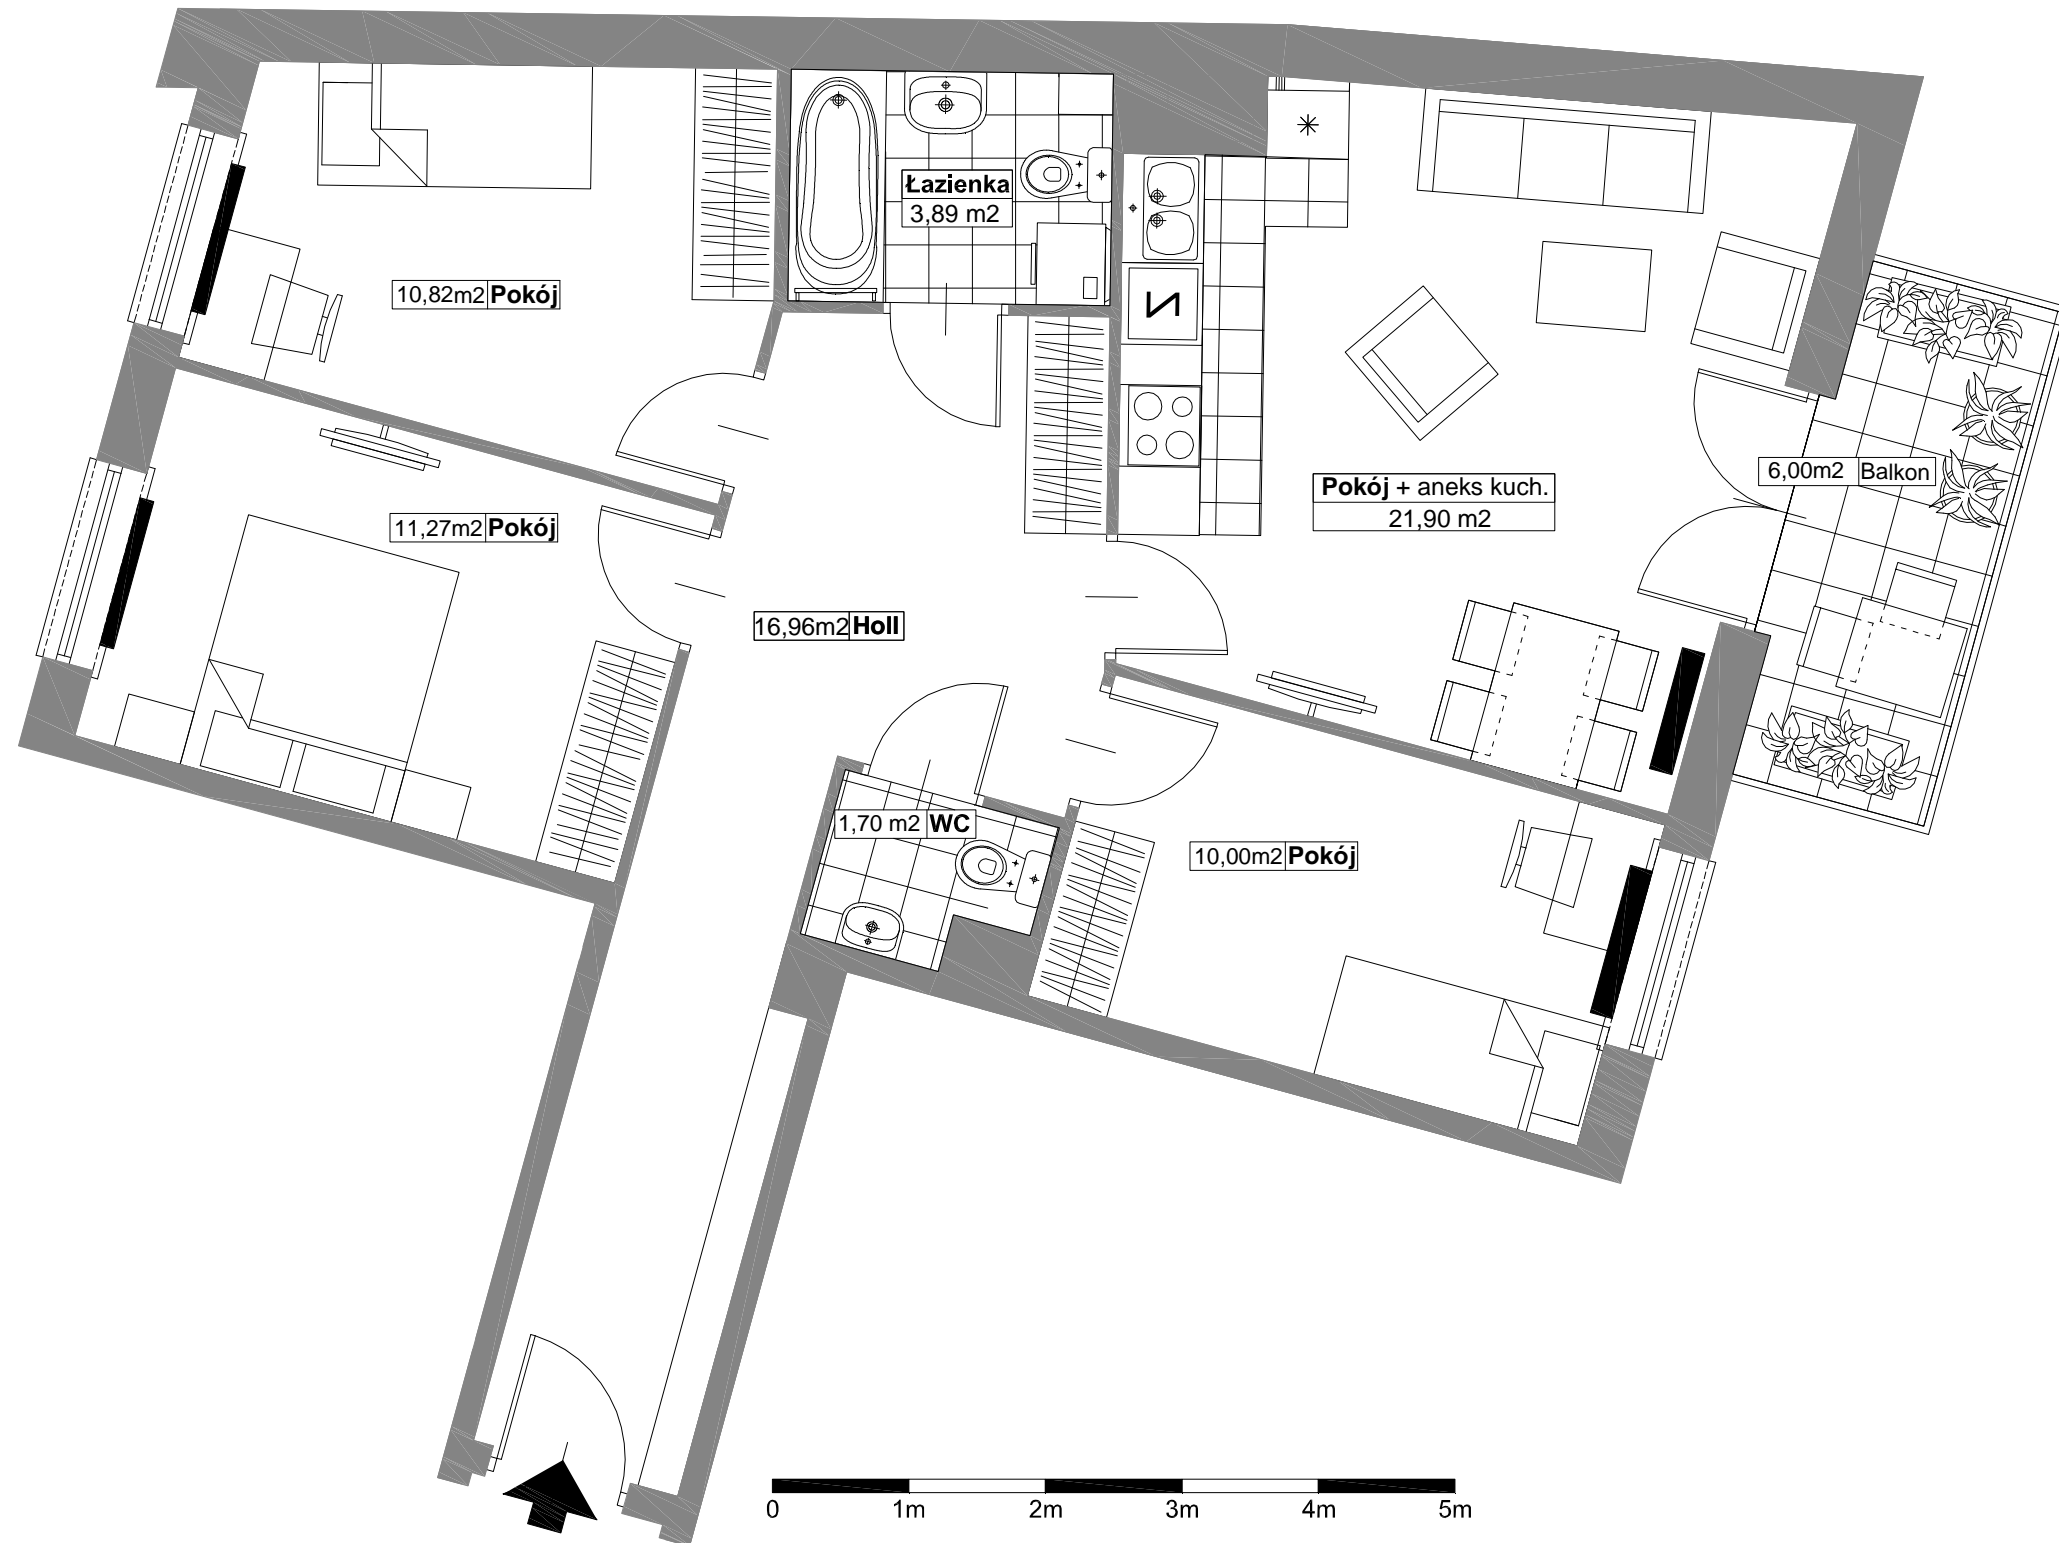 Łazienka
3,89 m2
10,82m2 Pokój
6,00m2 Balkon
Pokój + aneks kuch.
21,90 m2
11,27m2 Pokój
16,96m2 Holl
1,70 m2 WC
10,00m2 Pokój
0 1m 2m 3m 4m 5m